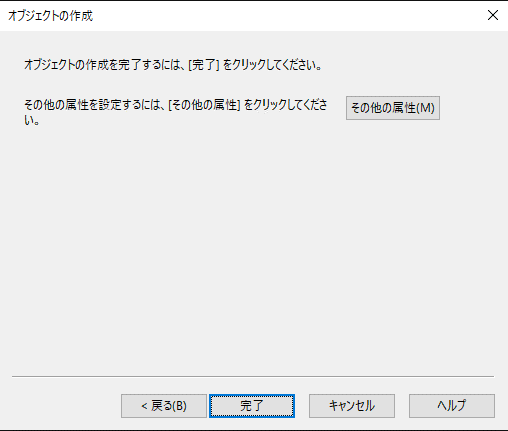 オブジェクトの作成
オブジェクトの作成を完了するには、[完了] をクリックしてください。
その他の属性を設定するには、[その他の属性] をクリックしてくださ
い。
その他の属性(M)
< 戻る(B)
完了
キャンセル
ヘルプ